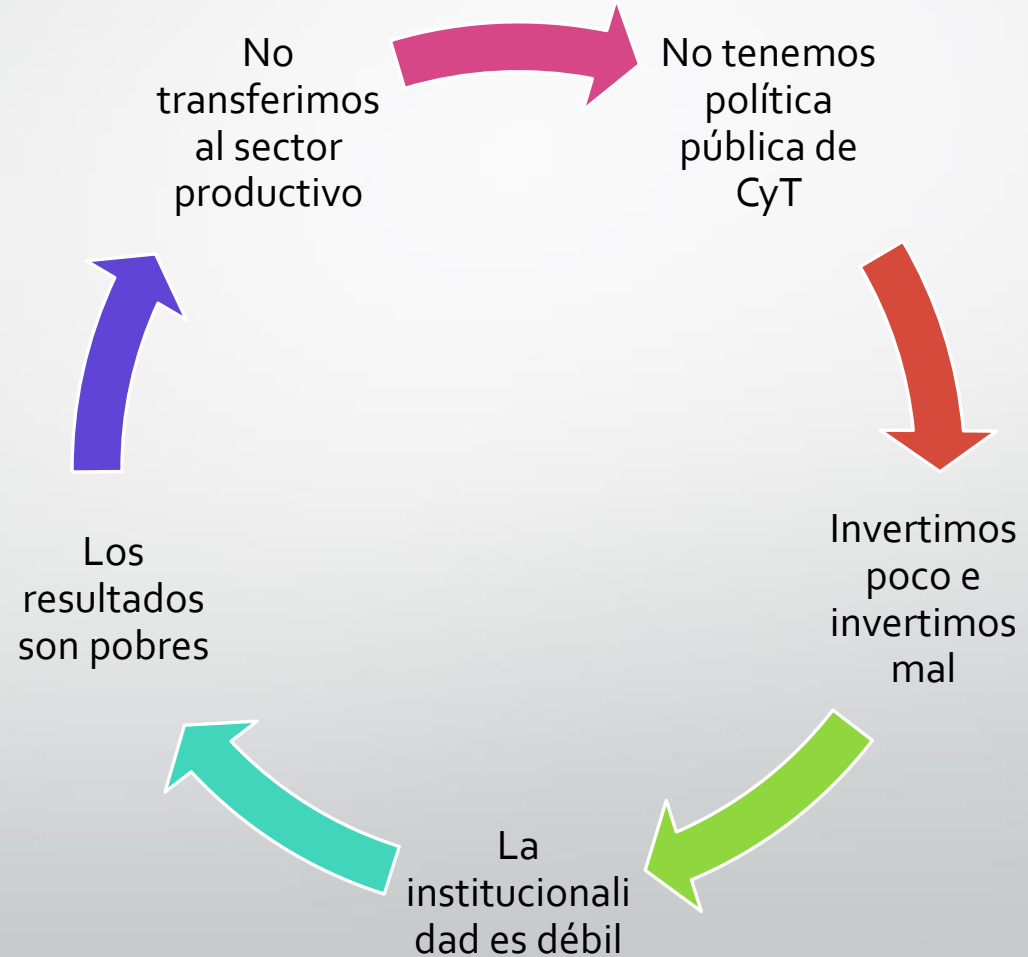 No
transferimos
al sector
productivo
No tenemos
política
pública de
CyT
Invertimos
poco e
invertimos
mal
La
institucionali
dad es débil
Los
resultados
son pobres